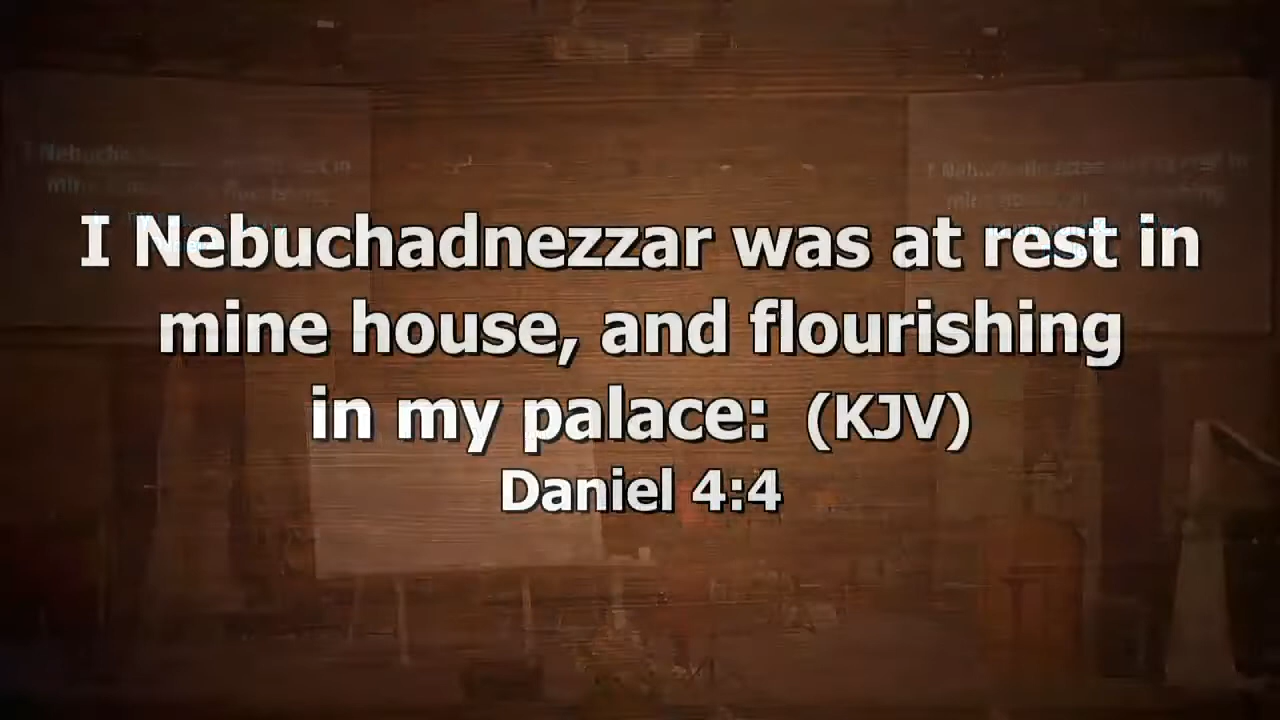 I Nebuchadnezzar was at rest in
mine house, and flourishing
in my palace: (KJV)
Daniel 4:4